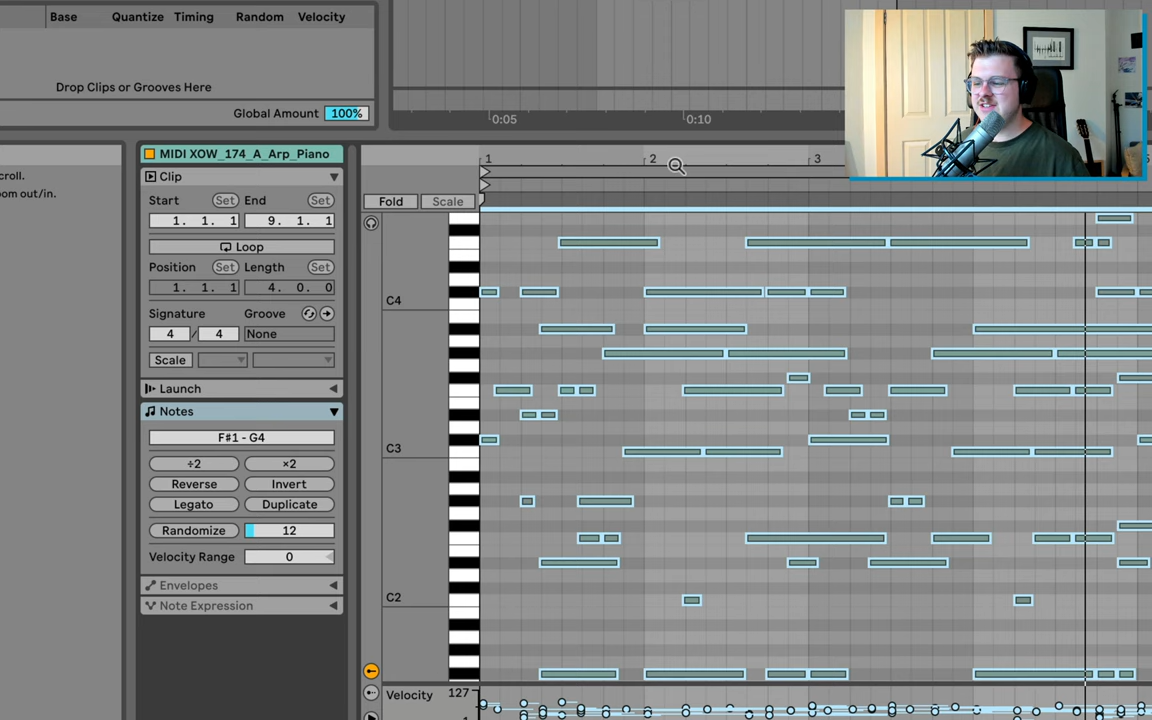 Base Quantize Timing Random Velocity
Drop Clips or Grooves Here
Global Amount 100%
0:05 0:10
croll.
oom out/in.
MIDI XOW_174_A_Arp_Piano
Clip
Start Set End Set
1. 1. 1 9. 1. 1
Loop
Position Set Length Set
1. 1. 1 4. 0. 0
Signature Groove
4 / 4 None
Scale
Launch
Notes
F#1 - G4
÷2 ×2
Reverse Invert
Legato Duplicate
Randomize 12
Velocity Range 0
Envelopes
Note Expression
1 2 3
Fold Scale
C4
C3
C2
Velocity 127